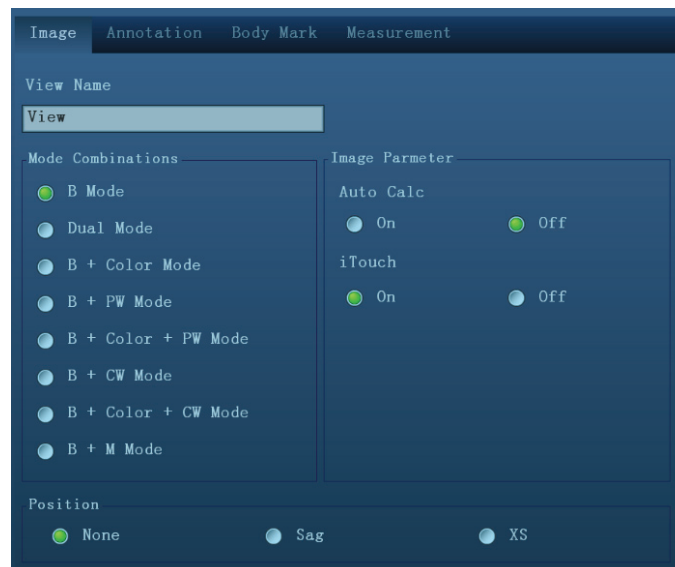 Image Annotation Body Mark Measurement
View Name
View
Mode Combinations
B Mode
Dual Mode
B + Color Mode
B + PW Mode
B + Color + PW Mode
B + CW Mode
B + Color + CW Mode
B + M Mode
Image Parmeter
Auto Calc
On Off
iTouch
On Off
Position
None Sag XS